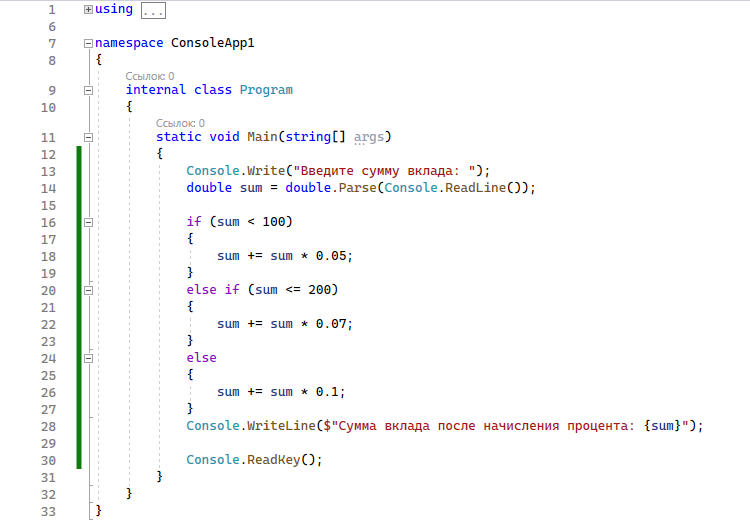 1 using ...
6
7 namespace ConsoleApp1
8 {
Ссылок: 0
9 internal class Program
10 {
Ссылок: 0
11 static void Main(string[] args)
12 {
13 Console.Write("Введите сумму вклада: ");
14 double sum = double.Parse(Console.ReadLine());
15
16 if (sum < 100)
17 {
18 sum += sum * 0.05;
19 }
20 else if (sum <= 200)
21 {
22 sum += sum * 0.07;
23 }
24 else
25 {
26 sum += sum * 0.1;
27 }
28 Console.WriteLine($"Сумма вклада после начисления процента: {sum}");
29
30 Console.ReadKey();
31 }
32 }
33 }